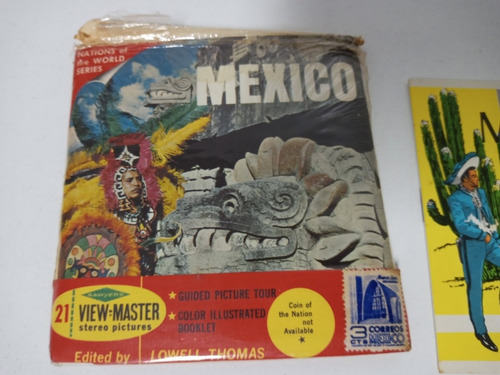 NATIONS of
the WORLD
SERIES
MEXICO
21
SAWYER'S
VIEW-MASTER
stereo pictures
★ GUIDED PICTURE TOUR
★ COLOR ILLUSTRATED
BOOKLET
Coin of
the Nation
not
Available
★
3
CTS
CORREOS
MEXICO
Edited by LOWELL THOMAS
M